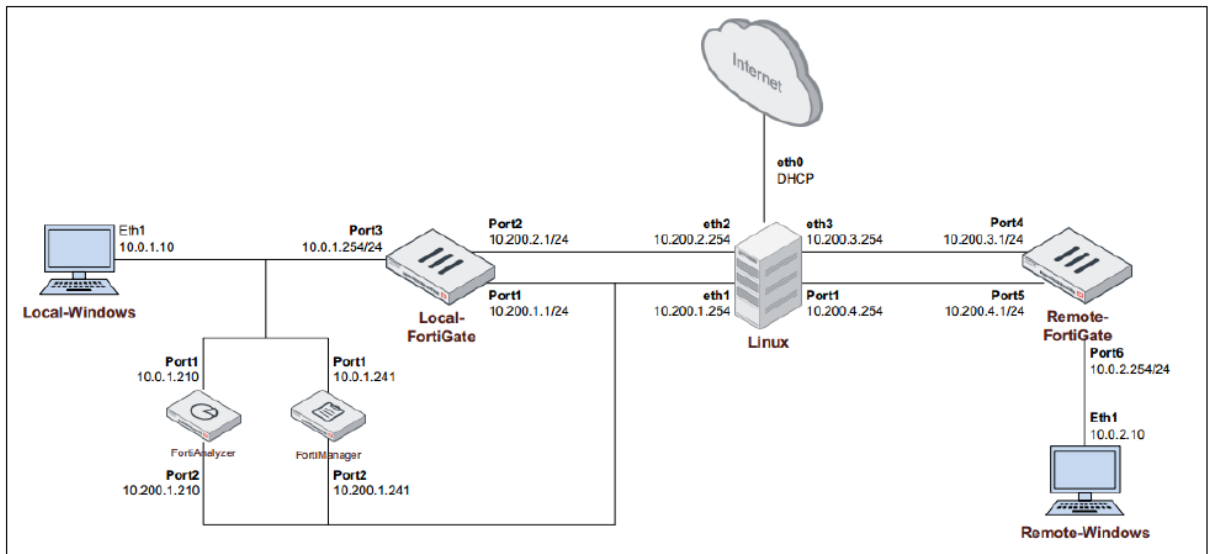 Internet
eth0
DHCP
Eth1
10.0.1.10
Local-Windows
Port3
10.0.1.254/24
Port2
10.200.2.1/24
Port1
10.200.1.1/24
Local-
FortiGate
eth2
10.200.2.254
eth1
10.200.1.254
Linux
eth3
10.200.3.254
Port1
10.200.4.254
Port4
10.200.3.1/24
Port5
10.200.4.1/24
Remote-
FortiGate
Port6
10.0.2.254/24
Eth1
10.0.2.10
Remote-Windows
Port1
10.0.1.210
FortiAnalyzer
Port2
10.200.1.210
Port1
10.0.1.241
FortiManager
Port2
10.200.1.241